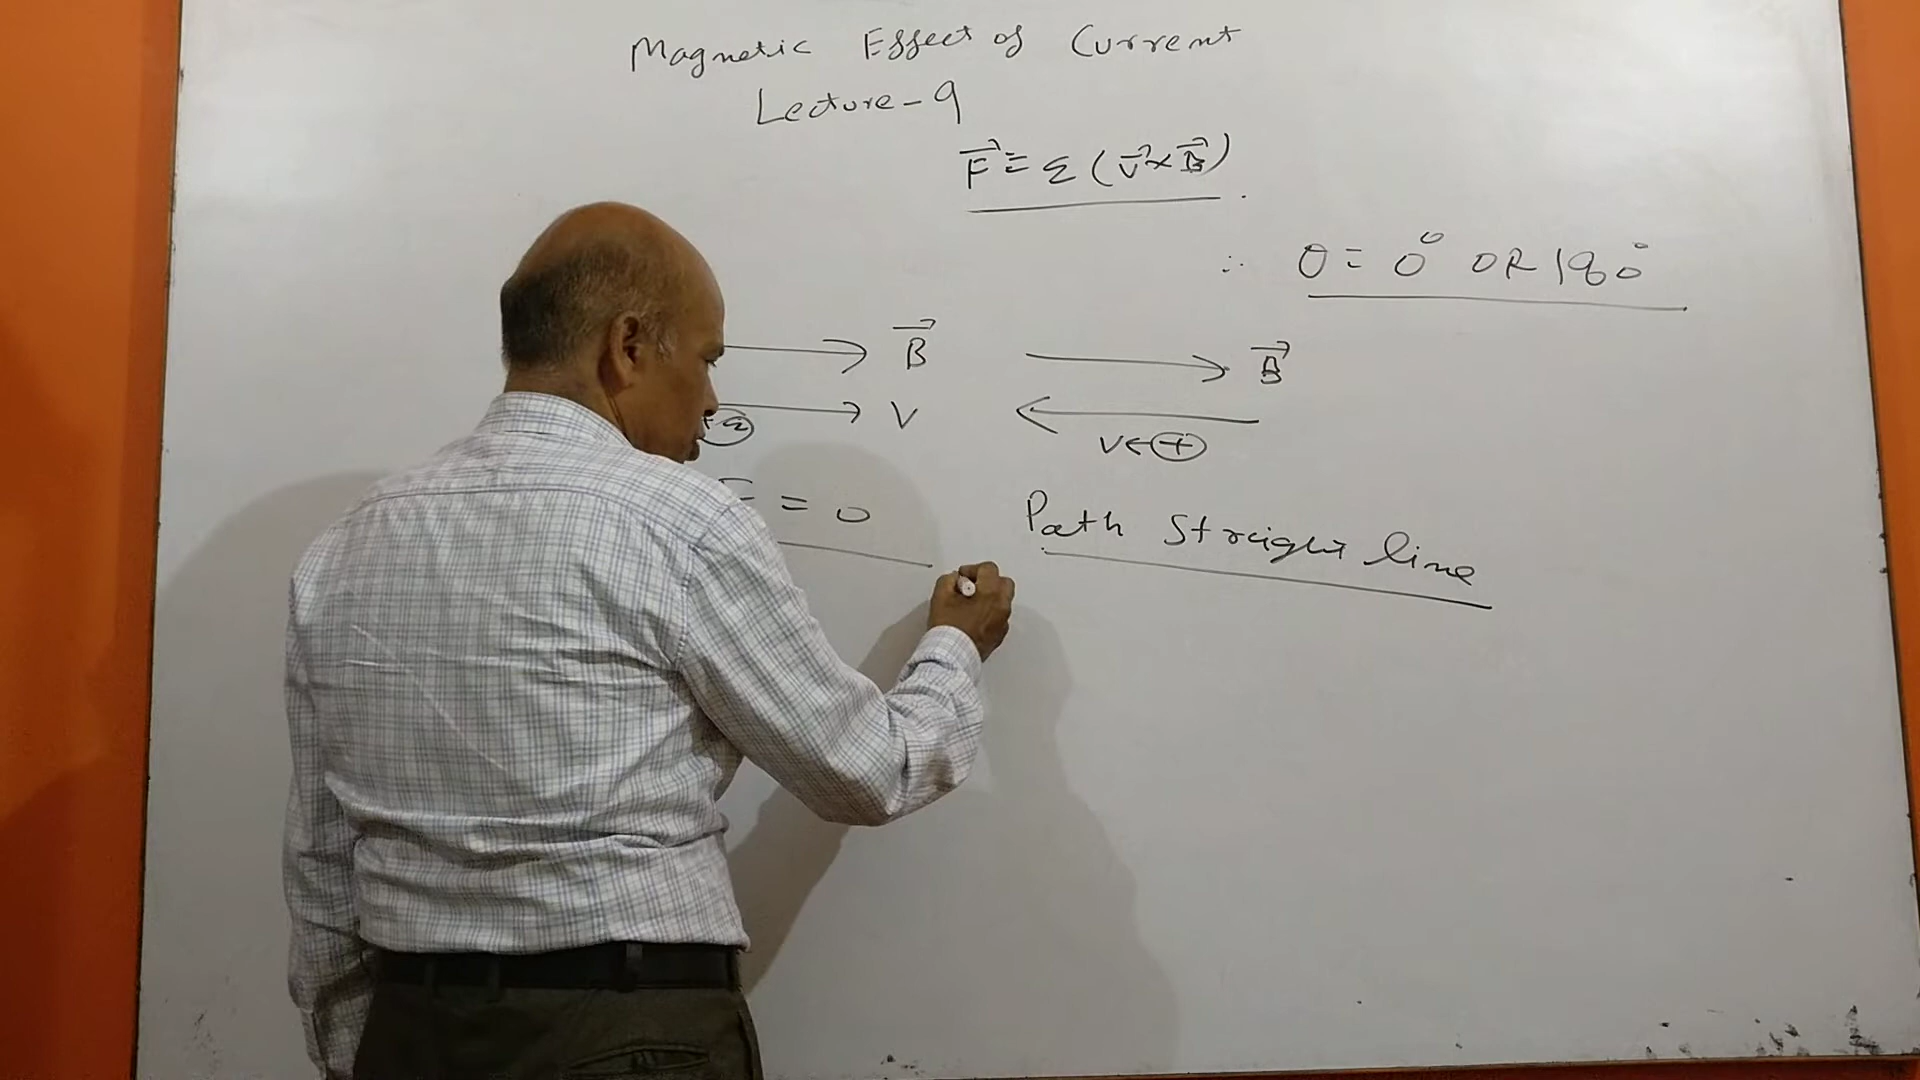 Magnetic Effect of Current
Lecture - 9
F⃗ = q (v⃗ × B⃗)
∴ θ = 0° OR 180°
B⃗ B⃗
V
+q V ← +
F = 0 Path Straight line